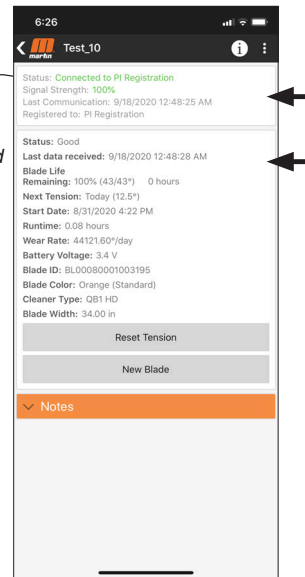 6:26
martin
Test_10
Status: Connected to PI Registration
Signal Strength: 100%
Last Communication: 9/18/2020 12:48:25 AM
Registered to: PI Registration
Status: Good
Last data received: 9/18/2020 12:48:28 AM
Blade Life
Remaining: 100% (43/43°) 0 hours
Next Tension: Today (12.5°)
Start Date: 8/31/2020 4:22 PM
Runtime: 0.08 hours
Wear Rate: 44121.60°/day
Battery Voltage: 3.4 V
Blade ID: BL00080001003195
Blade Color: Orange (Standard)
Cleaner Type: QB1 HD
Blade Width: 34.00 in
Reset Tension
New Blade
Notes